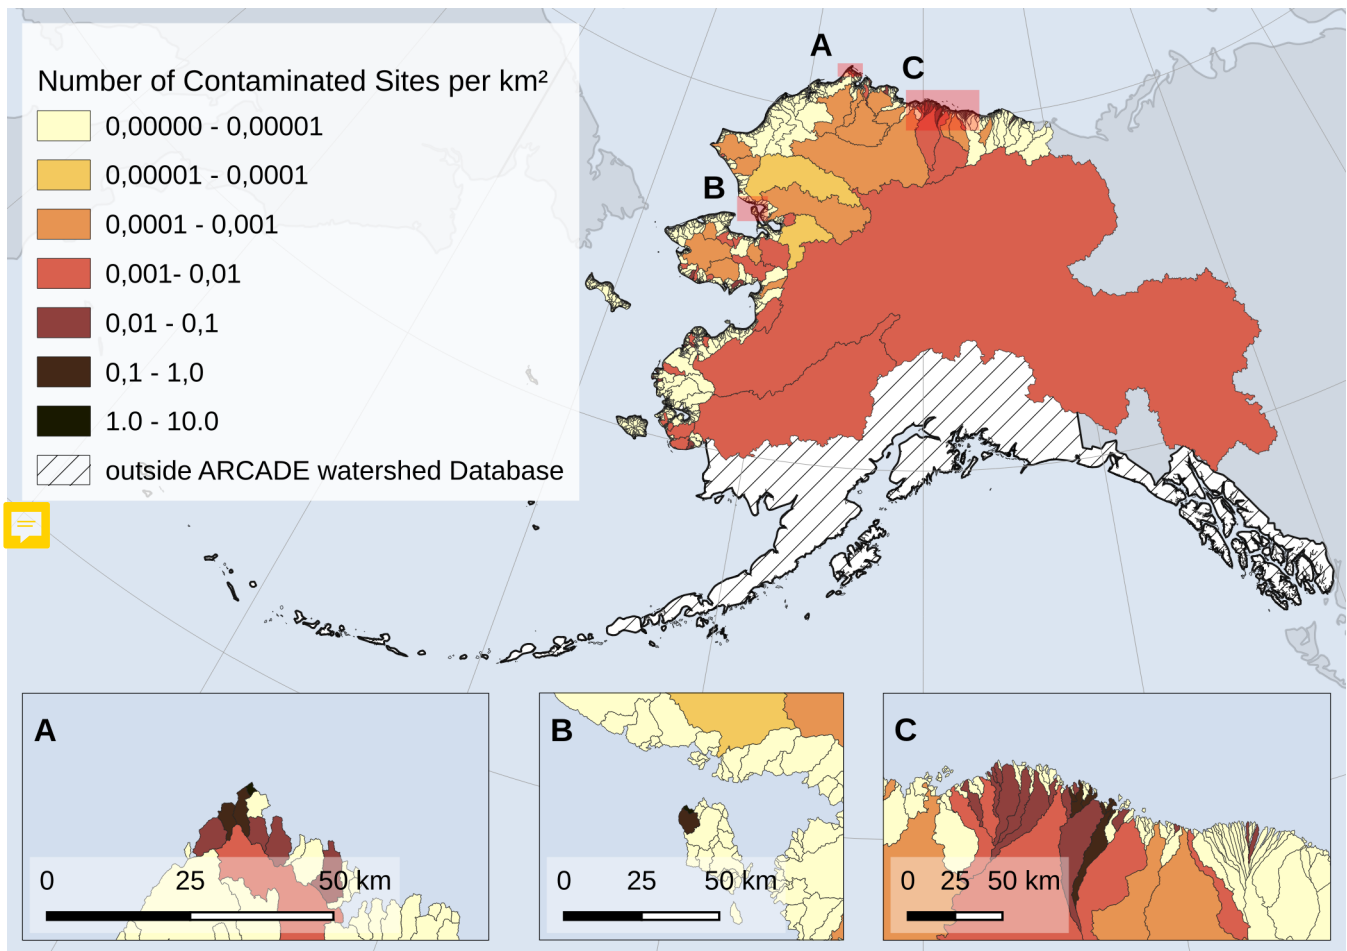 Number of Contaminated Sites per km²
0,00000 - 0,00001
0,00001 - 0,0001
0,0001 - 0,001
0,001- 0,01
0,01 - 0,1
0,1 - 1,0
1.0 - 10.0
outside ARCADE watershed Database
A
C
B
A
0 25 50 km
B
0 25 50 km
C
0 25 50 km